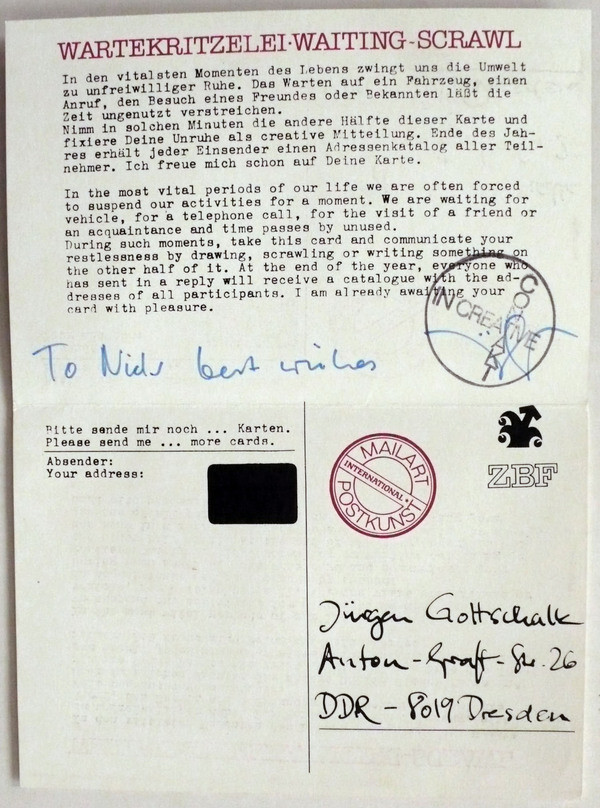 WARTEKRITZELEI·WAITING-SCRAWL
In den vitalsten Momenten des Lebens zwingt uns die Umwelt
zu unfreiwilliger Ruhe. Das Warten auf ein Fahrzeug, einen
Anruf, den Besuch eines Freundes oder Bekannten läßt die
Zeit ungenutzt verstreichen.
Nimm in solchen Minuten die andere Hälfte dieser Karte und
fixiere Deine Unruhe als creative Mitteilung. Ende des Jah-
res erhält jeder Einsender einen Adressenkatalog aller Teil-
nehmer. Ich freue mich schon auf Deine Karte.
In the most vital periods of our life we are often forced
to suspend our activities for a moment. We are waiting for
vehicle, for a telephone call, for the visit of a friend or
an acquaintance and time passes by unused.
During such moments, take this card and communicate your
restlessness by drawing, scrawling or writing something on
the other half of it. At the end of the year, everyone who
has sent in a reply will receive a catalogue with the ad-
dresses of all participants. I am already awaiting your
card with pleasure.
IN CREATIVE
COOP
ART
To Nids best wishes
Bitte sende mir noch ... Karten.
Please send me ... more cards.
Absender:
Your address:
MAILART
INTERNATIONAL
POSTKUNST
ZBF
Jürgen Gottschalk
Anton-Graff-Str. 26
DDR - 8019 Dresden